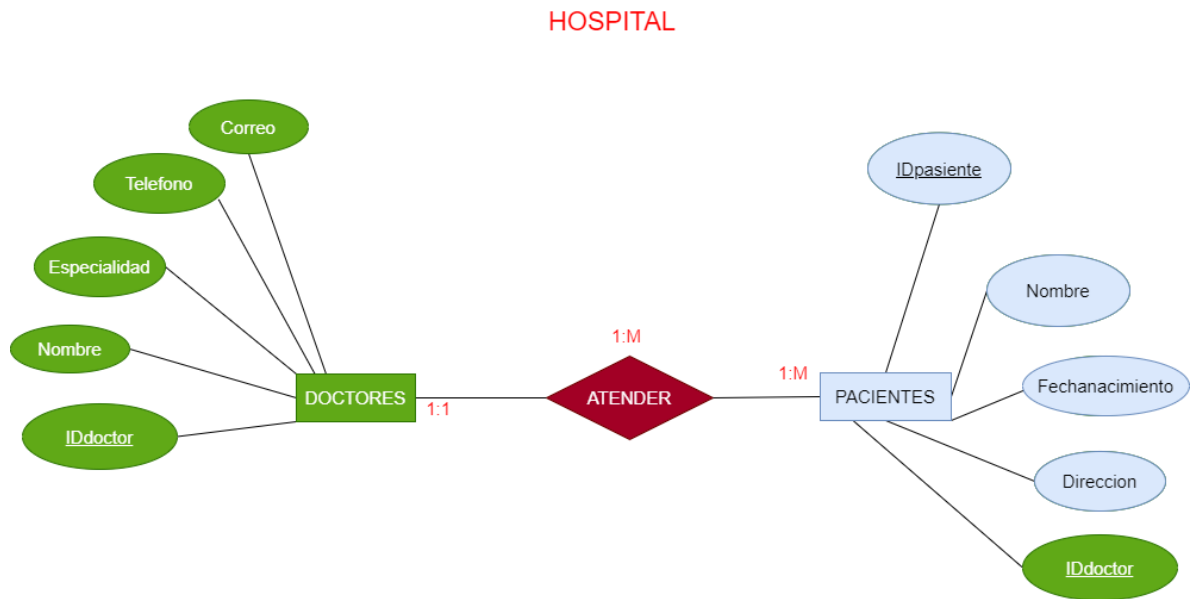 HOSPITAL
Correo
Telefono
Especialidad
Nombre
IDdoctor
DOCTORES
1:1
1:M
ATENDER
1:M
PACIENTES
IDpasiente
Nombre
Fechanacimiento
Direccion
IDdoctor